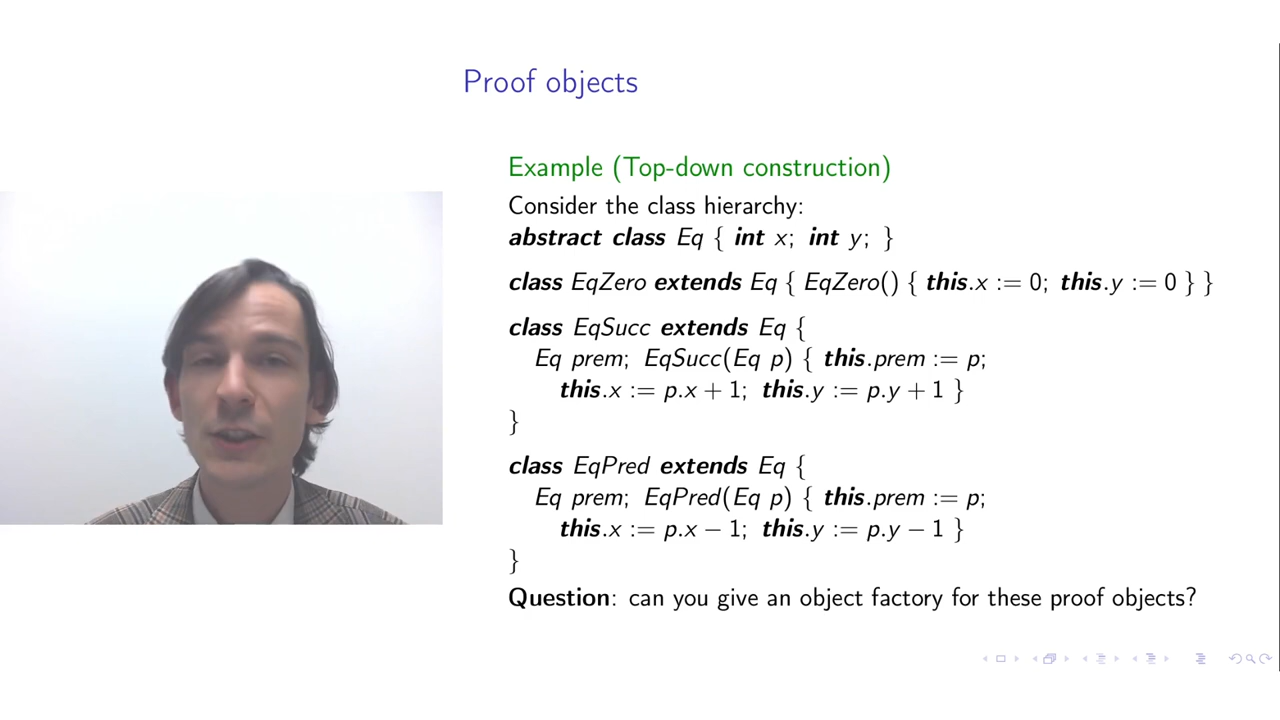 Proof objects
Example (Top-down construction)
Consider the class hierarchy:
abstract class Eq { int x; int y; }
class EqZero extends Eq { EqZero() { this.x := 0; this.y := 0 } }
class EqSucc extends Eq {
Eq prem; EqSucc(Eq p) { this.prem := p;
this.x := p.x + 1; this.y := p.y + 1 }
}
class EqPred extends Eq {
Eq prem; EqPred(Eq p) { this.prem := p;
this.x := p.x − 1; this.y := p.y − 1 }
}
Question: can you give an object factory for these proof objects?